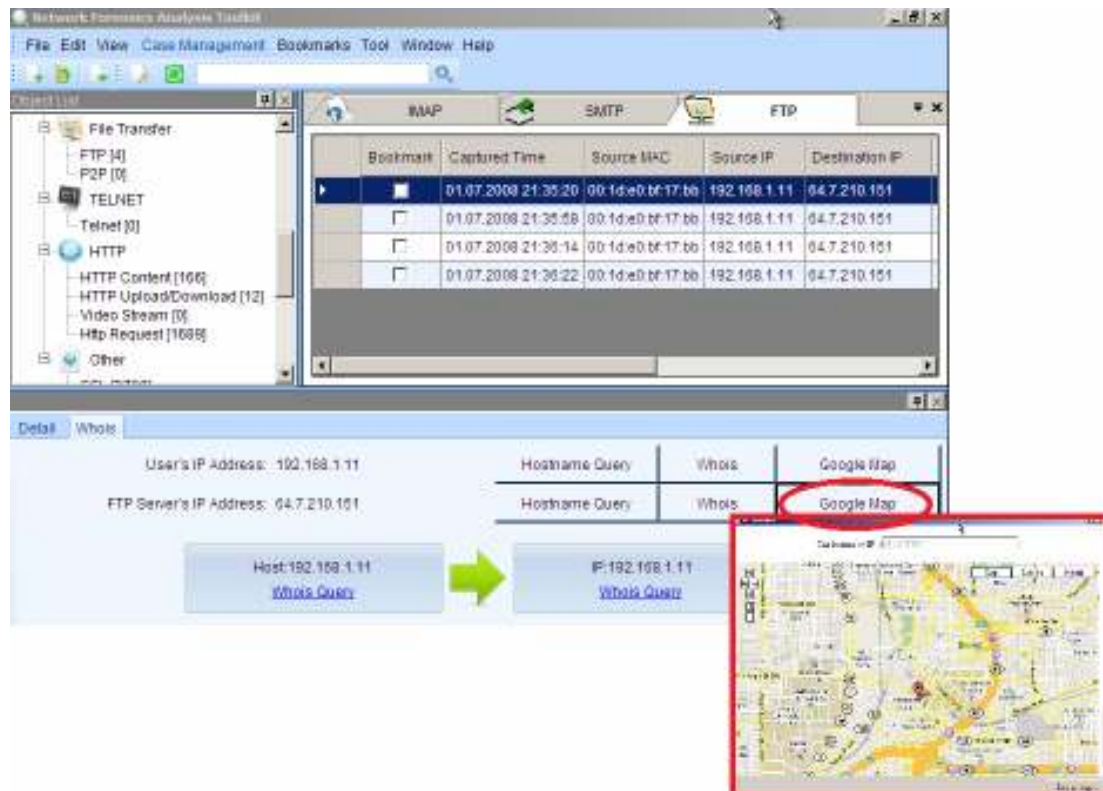 Network Forensics Analysis Toolkit
File Edit View Case Management Bookmarks Tool Window Help
Object List
File Transfer
FTP [4]
P2P [0]
TELNET
Telnet [0]
HTTP
HTTP Content [166]
HTTP Upload/Download [12]
Video Stream [0]
Http Request [1689]
Other
IMAP SMTP FTP
Bookmark Captured Time Source MAC Source IP Destination IP
01.07.2008 21:35:20 00:1d:e0:bf:17:bb 192.168.1.11 64.7.210.151
01.07.2008 21:35:58 00:1d:e0:bf:17:bb 192.168.1.11 64.7.210.151
01.07.2008 21:36:14 00:1d:e0:bf:17:bb 192.168.1.11 64.7.210.151
01.07.2008 21:36:22 00:1d:e0:bf:17:bb 192.168.1.11 64.7.210.151
Detail Whois
User's IP Address: 192.168.1.11 Hostname Query Whois Google Map
FTP Server's IP Address: 64.7.210.151 Hostname Query Whois Google Map
Host:192.168.1.11 IP:192.168.1.11
Whois Query Whois Query